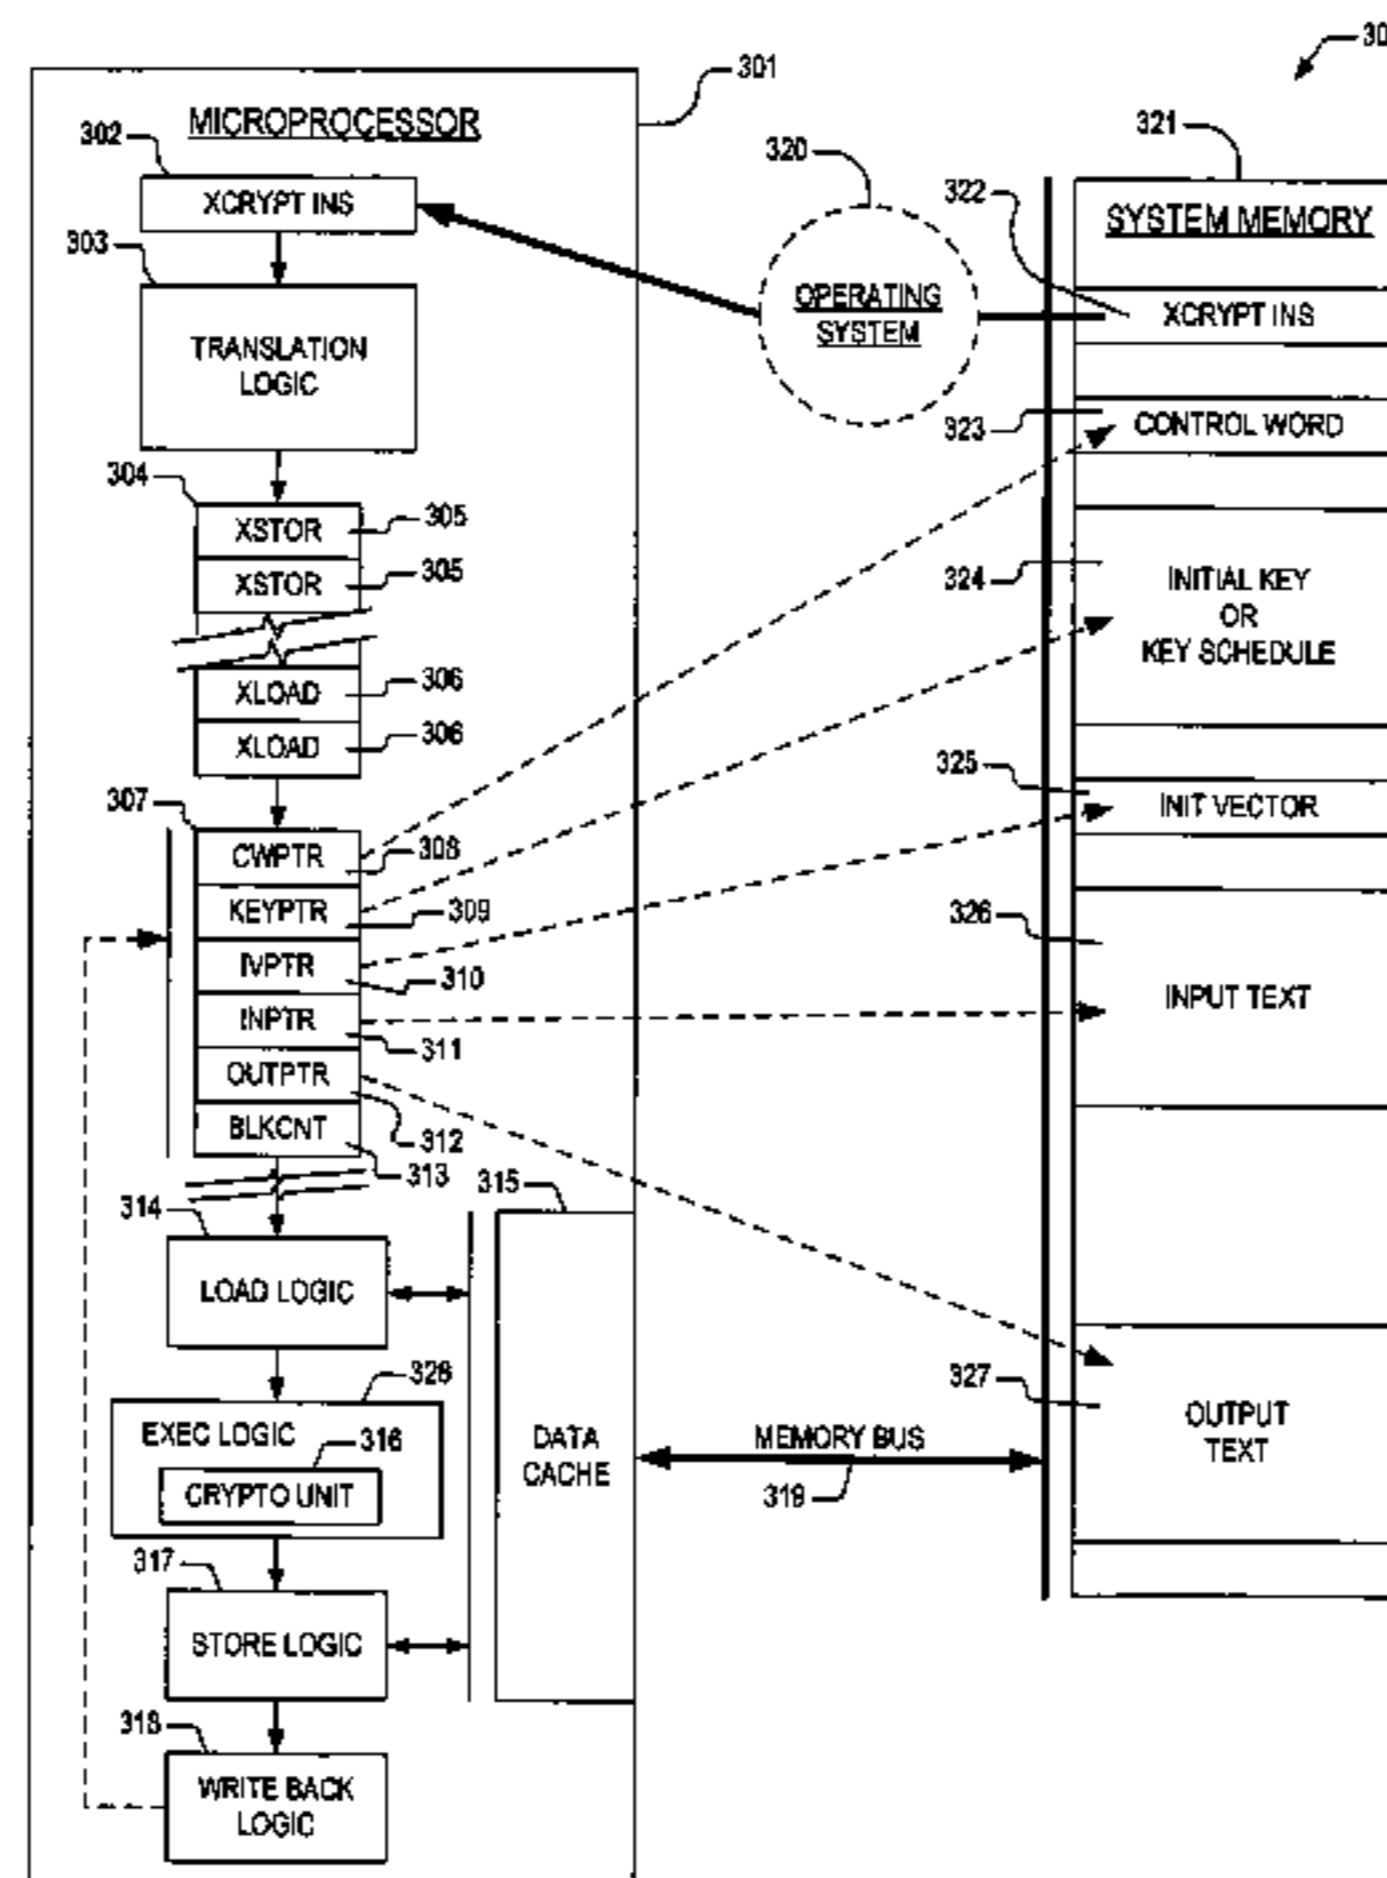 30
301
MICROPROCESSOR
302
XCRYPT INS
303
TRANSLATION
LOGIC
304
XSTOR
305
XSTOR
305
XLOAD
306
XLOAD
306
307
CWPTR
308
KEYPTR
309
IVPTR
310
INPTR
311
OUTPTR
312
BLKCNT
313
314
LOAD LOGIC
315
DATA
CACHE
328
EXEC LOGIC
316
CRYPTO UNIT
317
STORE LOGIC
318
WRITE BACK
LOGIC
320
OPERATING
SYSTEM
MEMORY BUS
319
321
SYSTEM MEMORY
322
XCRYPT INS
323
CONTROL WORD
324
INITIAL KEY
OR
KEY SCHEDULE
325
INIT VECTOR
326
INPUT TEXT
327
OUTPUT
TEXT